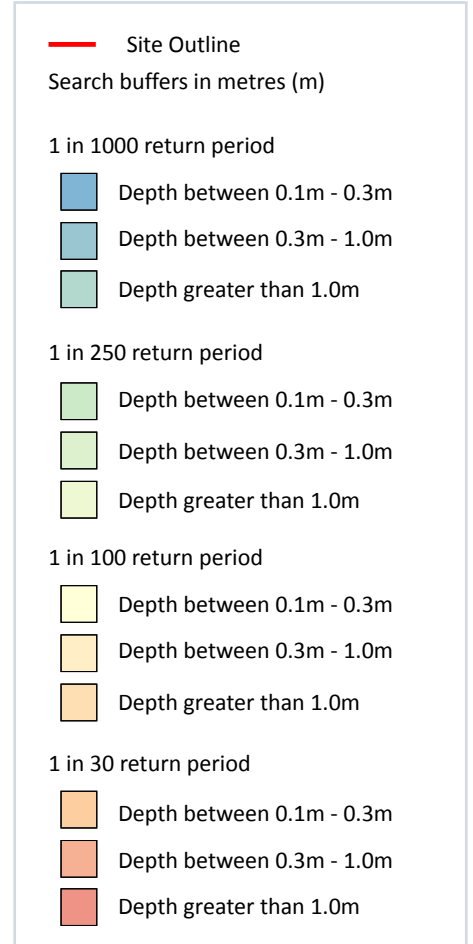 Site Outline
Search buffers in metres (m)
1 in 1000 return period
Depth between 0.1m - 0.3m
Depth between 0.3m - 1.0m
Depth greater than 1.0m
1 in 250 return period
Depth between 0.1m - 0.3m
Depth between 0.3m - 1.0m
Depth greater than 1.0m
1 in 100 return period
Depth between 0.1m - 0.3m
Depth between 0.3m - 1.0m
Depth greater than 1.0m
1 in 30 return period
Depth between 0.1m - 0.3m
Depth between 0.3m - 1.0m
Depth greater than 1.0m